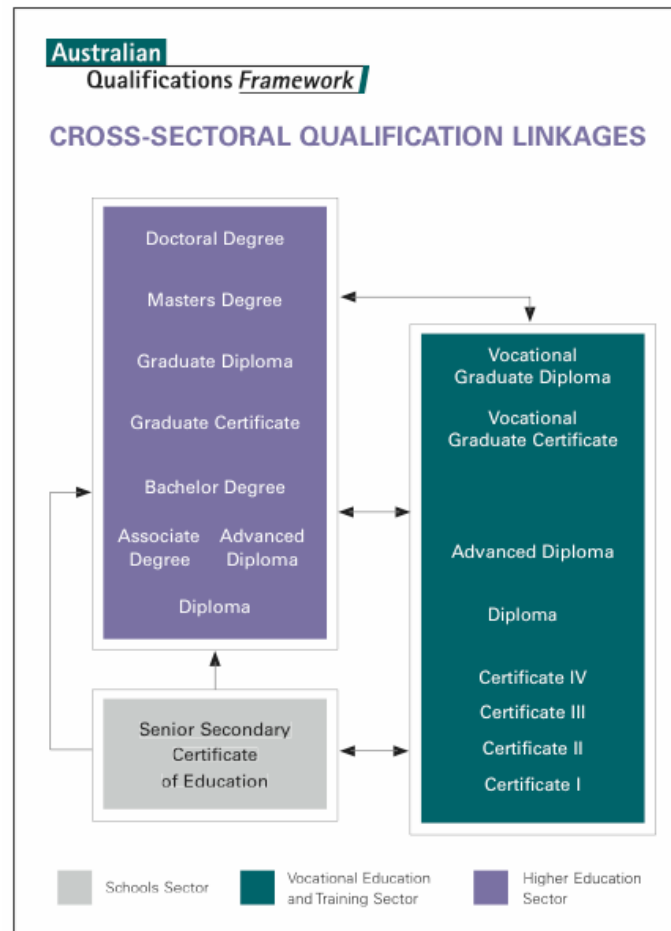 Australian
Qualifications Framework
CROSS-SECTORAL QUALIFICATION LINKAGES
Doctoral Degree
Masters Degree
Graduate Diploma
Graduate Certificate
Bachelor Degree
Associate
Degree
Advanced
Diploma
Diploma
Vocational
Graduate Diploma
Vocational
Graduate Certificate
Advanced Diploma
Diploma
Certificate IV
Certificate III
Certificate II
Certificate I
Senior Secondary
Certificate
of Education
Schools Sector
Vocational Education
and Training Sector
Higher Education
Sector